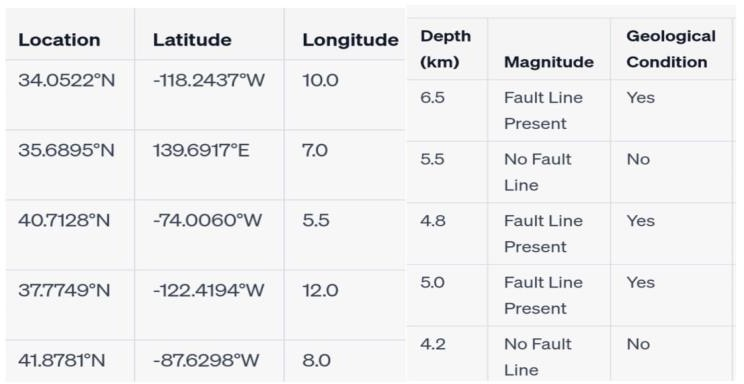 Location Latitude Longitude
34.0522°N -118.2437°W 10.0
35.6895°N 139.6917°E 7.0
40.7128°N -74.0060°W 5.5
37.7749°N -122.4194°W 12.0
41.8781°N -87.6298°W 8.0
Depth Geological
(km) Magnitude Condition
6.5 Fault Line Yes
Present
5.5 No Fault No
Line
4.8 Fault Line Yes
Present
5.0 Fault Line Yes
Present
4.2 No Fault No
Line